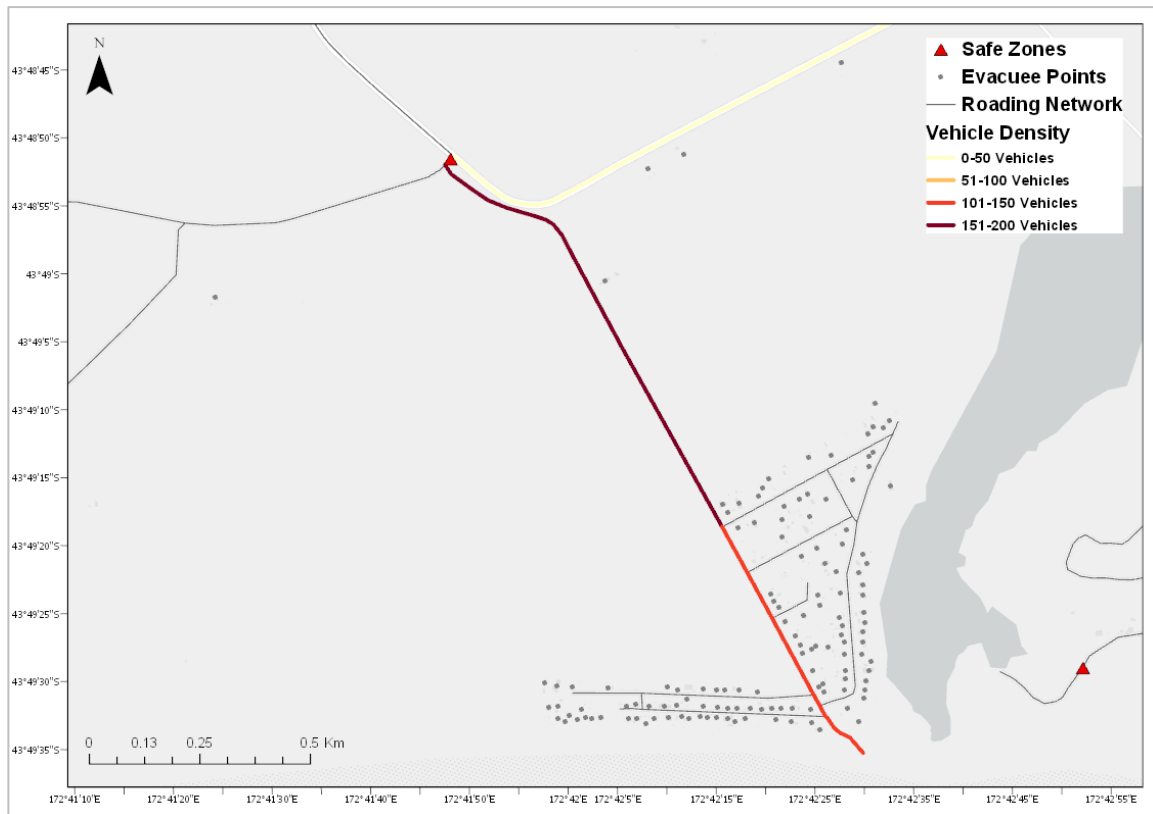 N
Safe Zones
Evacuee Points
Roading Network
Vehicle Density
0-50 Vehicles
51-100 Vehicles
101-150 Vehicles
151-200 Vehicles
43°48'45"S
43°48'50"S
43°48'55"S
43°49'S
43°49'5"S
43°49'10"S
43°49'15"S
43°49'20"S
43°49'25"S
43°49'30"S
43°49'35"S
0 0.13 0.25 0.5 Km
172°41'10"E 172°41'20"E 172°41'30"E 172°41'40"E 172°41'50"E 172°42'E 172°42'5"E 172°42'15"E 172°42'25"E 172°42'35"E 172°42'45"E 172°42'55"E